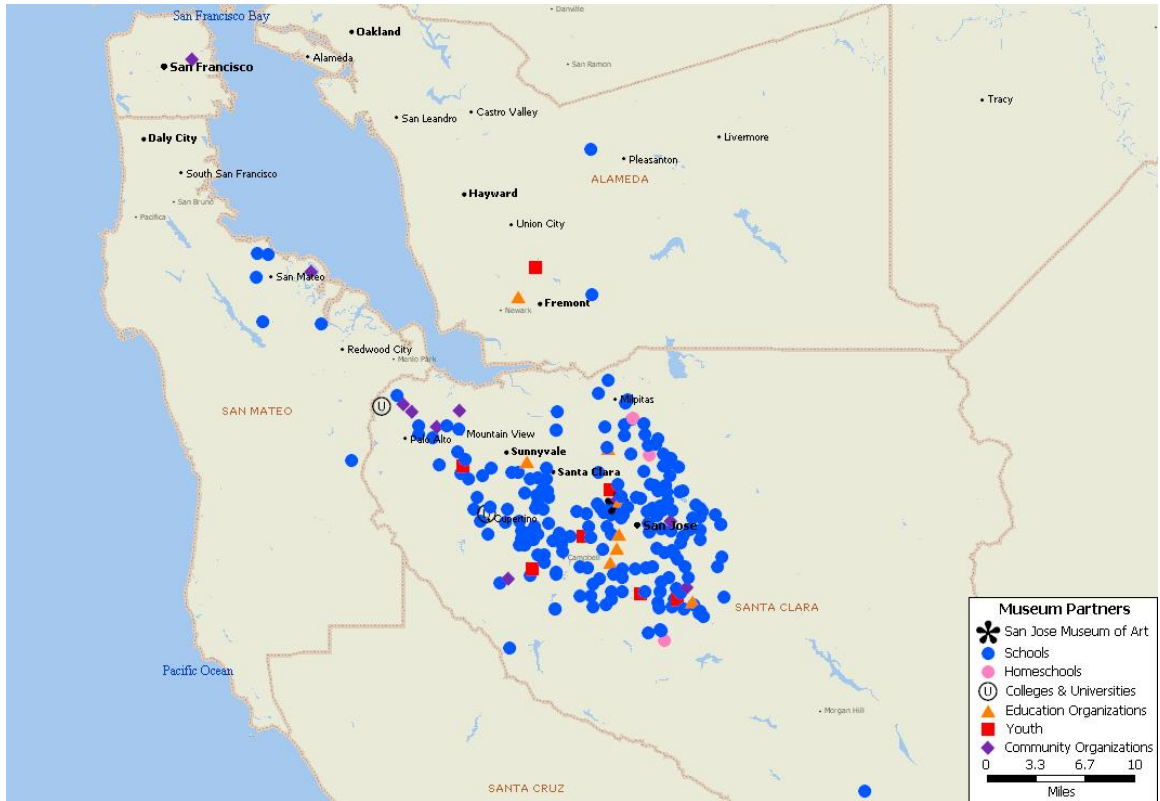 San Francisco Bay
Danville
Oakland
Alameda
San Francisco
San Ramon
Tracy
Castro Valley
San Leandro
Daly City
Livermore
Pleasanton
South San Francisco
ALAMEDA
Hayward
San Bruno
Pacifica
Union City
San Mateo
Fremont
Newark
Redwood City
Menlo Park
SAN MATEO
Milpitas
Palo Alto
Mountain View
Sunnyvale
Santa Clara
U
Cupertino
San Jose
Campbell
SANTA CLARA
Pacific Ocean
Morgan Hill
SANTA CRUZ
Museum Partners
San Jose Museum of Art
Schools
Homeschools
U Colleges & Universities
Education Organizations
Youth
Community Organizations
0 3.3 6.7 10
Miles